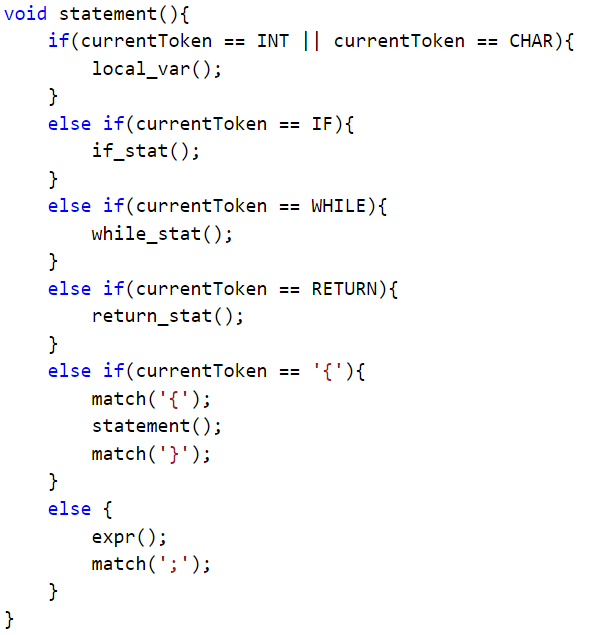 void statement(){
    if(currentToken == INT || currentToken == CHAR){
        local_var();
    }
    else if(currentToken == IF){
        if_stat();
    }
    else if(currentToken == WHILE){
        while_stat();
    }
    else if(currentToken == RETURN){
        return_stat();
    }
    else if(currentToken == '{'){
        match('{');
        statement();
        match('}');
    }
    else {
        expr();
        match(';');
    }
}